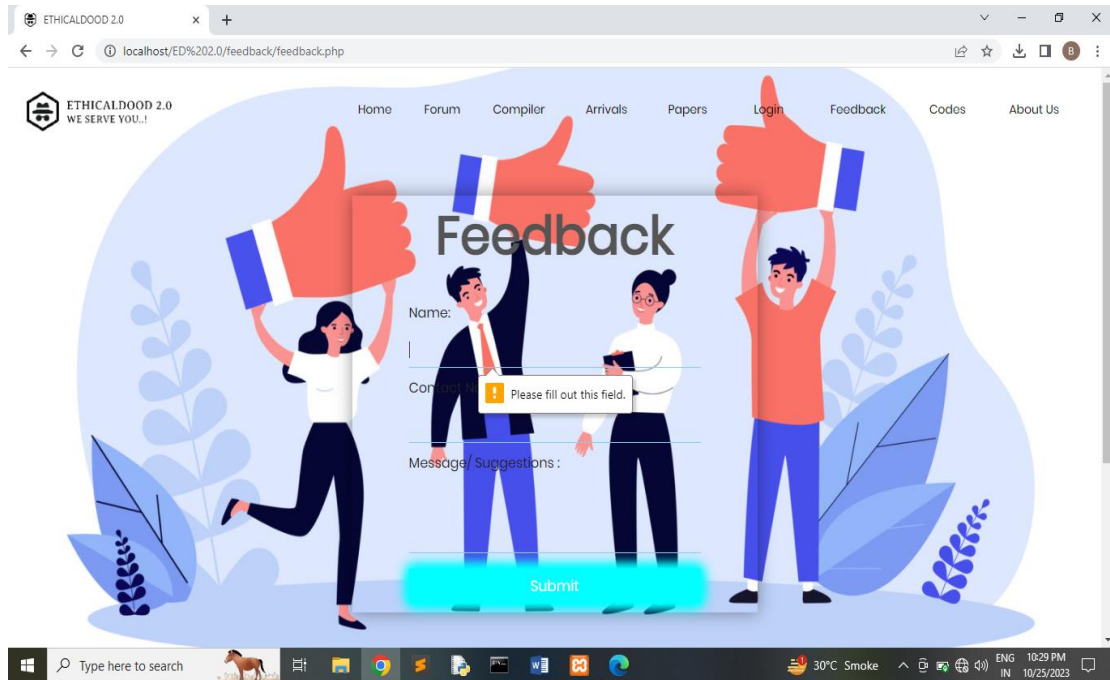 ETHICALDOOD 2.0
localhost/ED%202.0/feedback/feedback.php
B
ETHICALDOOD 2.0
WE SERVE YOU..!
Home Forum Compiler Arrivals Papers Login Feedback Codes About Us
Feedback
Name:
Contact N
Please fill out this field.
Message/ Suggestions :
Submit
Type here to search
30°C Smoke
ENG 10:29 PM
IN 10/25/2023